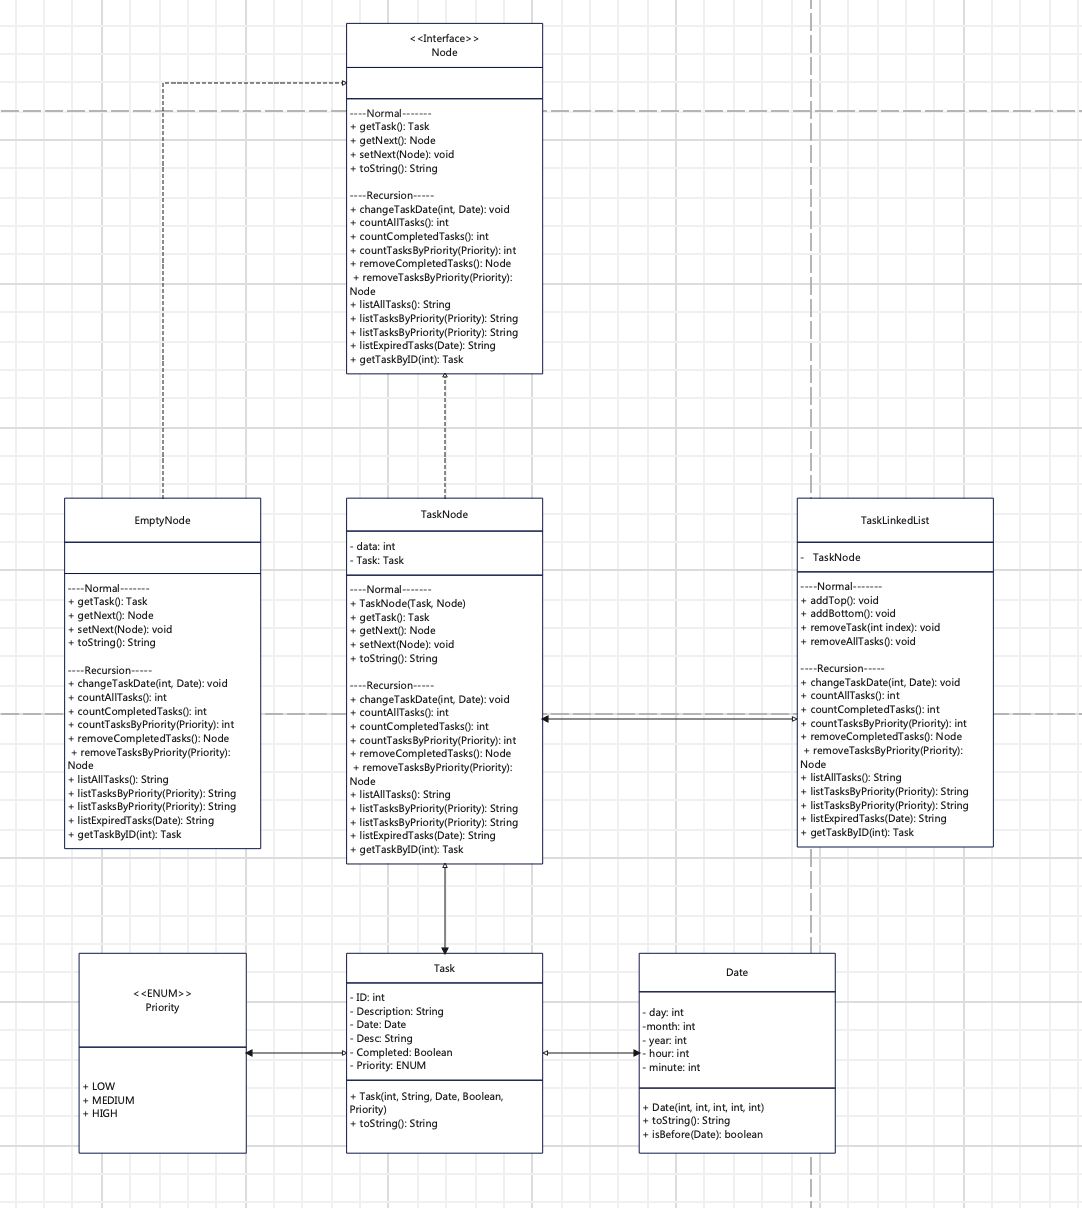 <<Interface>>
Node
----Normal-------
+ getTask(): Task
+ getNext(): Node
+ setNext(Node): void
+ toString(): String
----Recursion-----
+ changeTaskDate(int, Date): void
+ countAllTasks(): int
+ countCompletedTasks(): int
+ countTasksByPriority(Priority): int
+ removeCompletedTasks(): Node
+ removeTasksByPriority(Priority):
Node
+ listAllTasks(): String
+ listTasksByPriority(Priority): String
+ listTasksByPriority(Priority): String
+ listExpiredTasks(Date): String
+ getTaskByID(int): Task
EmptyNode
----Normal-------
+ getTask(): Task
+ getNext(): Node
+ setNext(Node): void
+ toString(): String
----Recursion-----
+ changeTaskDate(int, Date): void
+ countAllTasks(): int
+ countCompletedTasks(): int
+ countTasksByPriority(Priority): int
+ removeCompletedTasks(): Node
+ removeTasksByPriority(Priority):
Node
+ listAllTasks(): String
+ listTasksByPriority(Priority): String
+ listTasksByPriority(Priority): String
+ listExpiredTasks(Date): String
+ getTaskByID(int): Task
TaskNode
- data: int
- Task: Task
----Normal-------
+ TaskNode(Task, Node)
+ getTask(): Task
+ getNext(): Node
+ setNext(Node): void
+ toString(): String
----Recursion-----
+ changeTaskDate(int, Date): void
+ countAllTasks(): int
+ countCompletedTasks(): int
+ countTasksByPriority(Priority): int
+ removeCompletedTasks(): Node
+ removeTasksByPriority(Priority):
Node
+ listAllTasks(): String
+ listTasksByPriority(Priority): String
+ listTasksByPriority(Priority): String
+ listExpiredTasks(Date): String
+ getTaskByID(int): Task
TaskLinkedList
- TaskNode
----Normal-------
+ addTop(): void
+ addBottom(): void
+ removeTask(int index): void
+ removeAllTasks(): void
----Recursion-----
+ changeTaskDate(int, Date): void
+ countAllTasks(): int
+ countCompletedTasks(): int
+ countTasksByPriority(Priority): int
+ removeCompletedTasks(): Node
+ removeTasksByPriority(Priority):
Node
+ listAllTasks(): String
+ listTasksByPriority(Priority): String
+ listTasksByPriority(Priority): String
+ listExpiredTasks(Date): String
+ getTaskByID(int): Task
<<ENUM>>
Priority
+ LOW
+ MEDIUM
+ HIGH
Task
- ID: int
- Description: String
- Date: Date
- Desc: String
- Completed: Boolean
- Priority: ENUM
+ Task(int, String, Date, Boolean,
Priority)
+ toString(): String
Date
- day: int
-month: int
- year: int
- hour: int
- minute: int
+ Date(int, int, int, int, int)
+ toString(): String
+ isBefore(Date): boolean